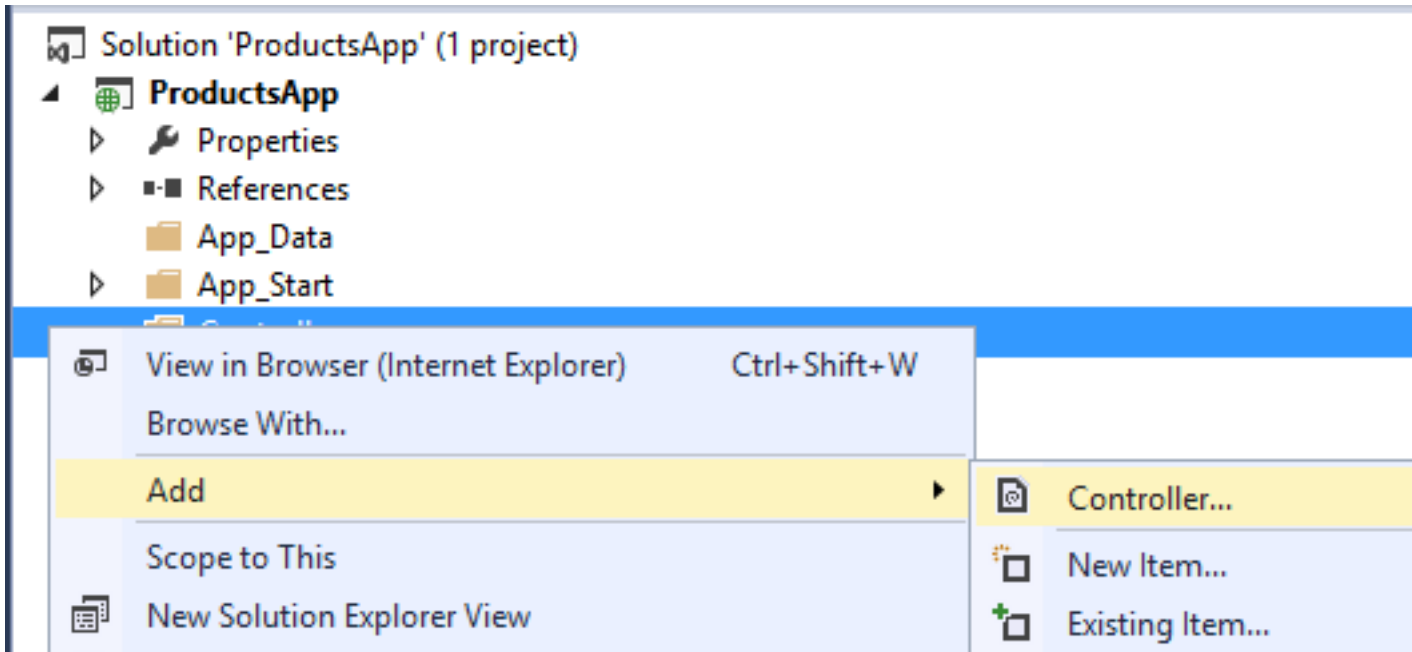 Solution 'ProductsApp' (1 project)
ProductsApp
Properties
References
App_Data
App_Start
View in Browser (Internet Explorer) Ctrl+Shift+W
Browse With...
Add
Scope to This
New Solution Explorer View
Controller...
New Item...
Existing Item...